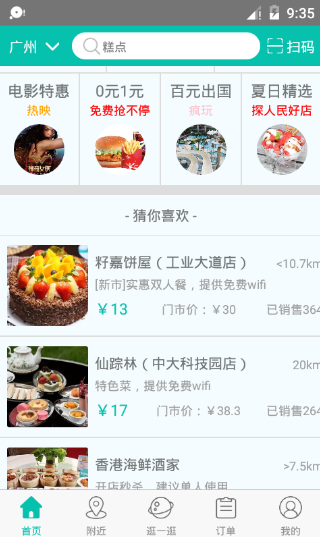 9:35
广州
糕点
扫码
电影特惠
热映
0元1元
免费抢不停
百元出国
疯玩
夏日精选
探人民好店
- 猜你喜欢 -
籽嘉饼屋（工业大道店）
<10.7km
[新市]实惠双人餐，提供免费wifi
￥13 门市价：￥30 已销售364
仙踪林（中大科技园店）
20km
特色菜，提供免费wifi
￥17 门市价：￥38.3 已销售264
香港海鲜酒家
>7.5km
开店秒杀，建议单人使用
首页
附近
逛一逛
订单
我的